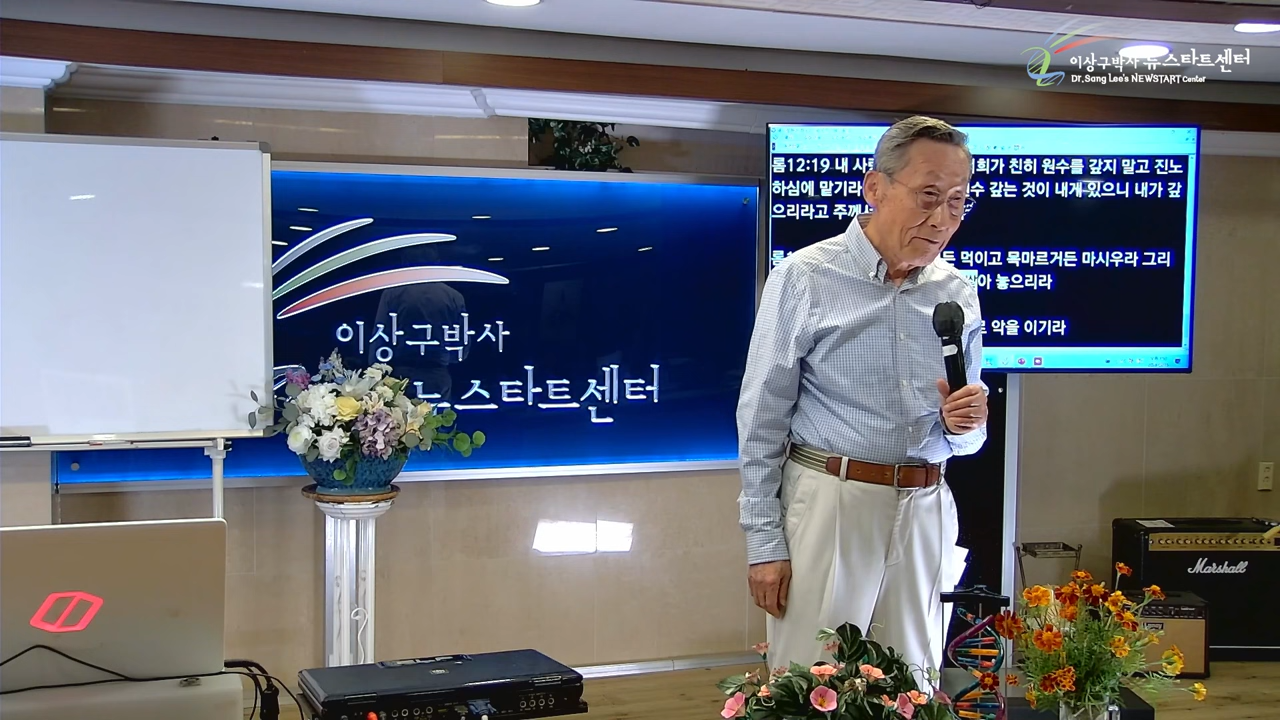 이상구박사 뉴스타트센터
Dr. Sang Lee's NEWSTART Center
롬12:19 내 사 희가 친히 원수를 갚지 말고 진노
하심에 맡기라 수 갚는 것이 내게 있으니 내가 갚
으리라고 주께서
먹이고 목마르거든 마시우라 그리
놓으리라
악을 이기라
이상구박사
뉴스타트센터
Marshall